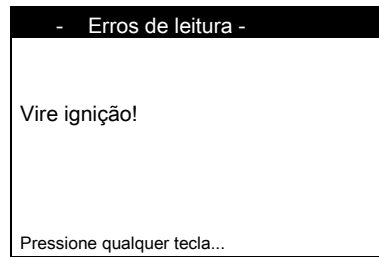 - Erros de leitura -
Vire ignição!
Pressione qualquer tecla...